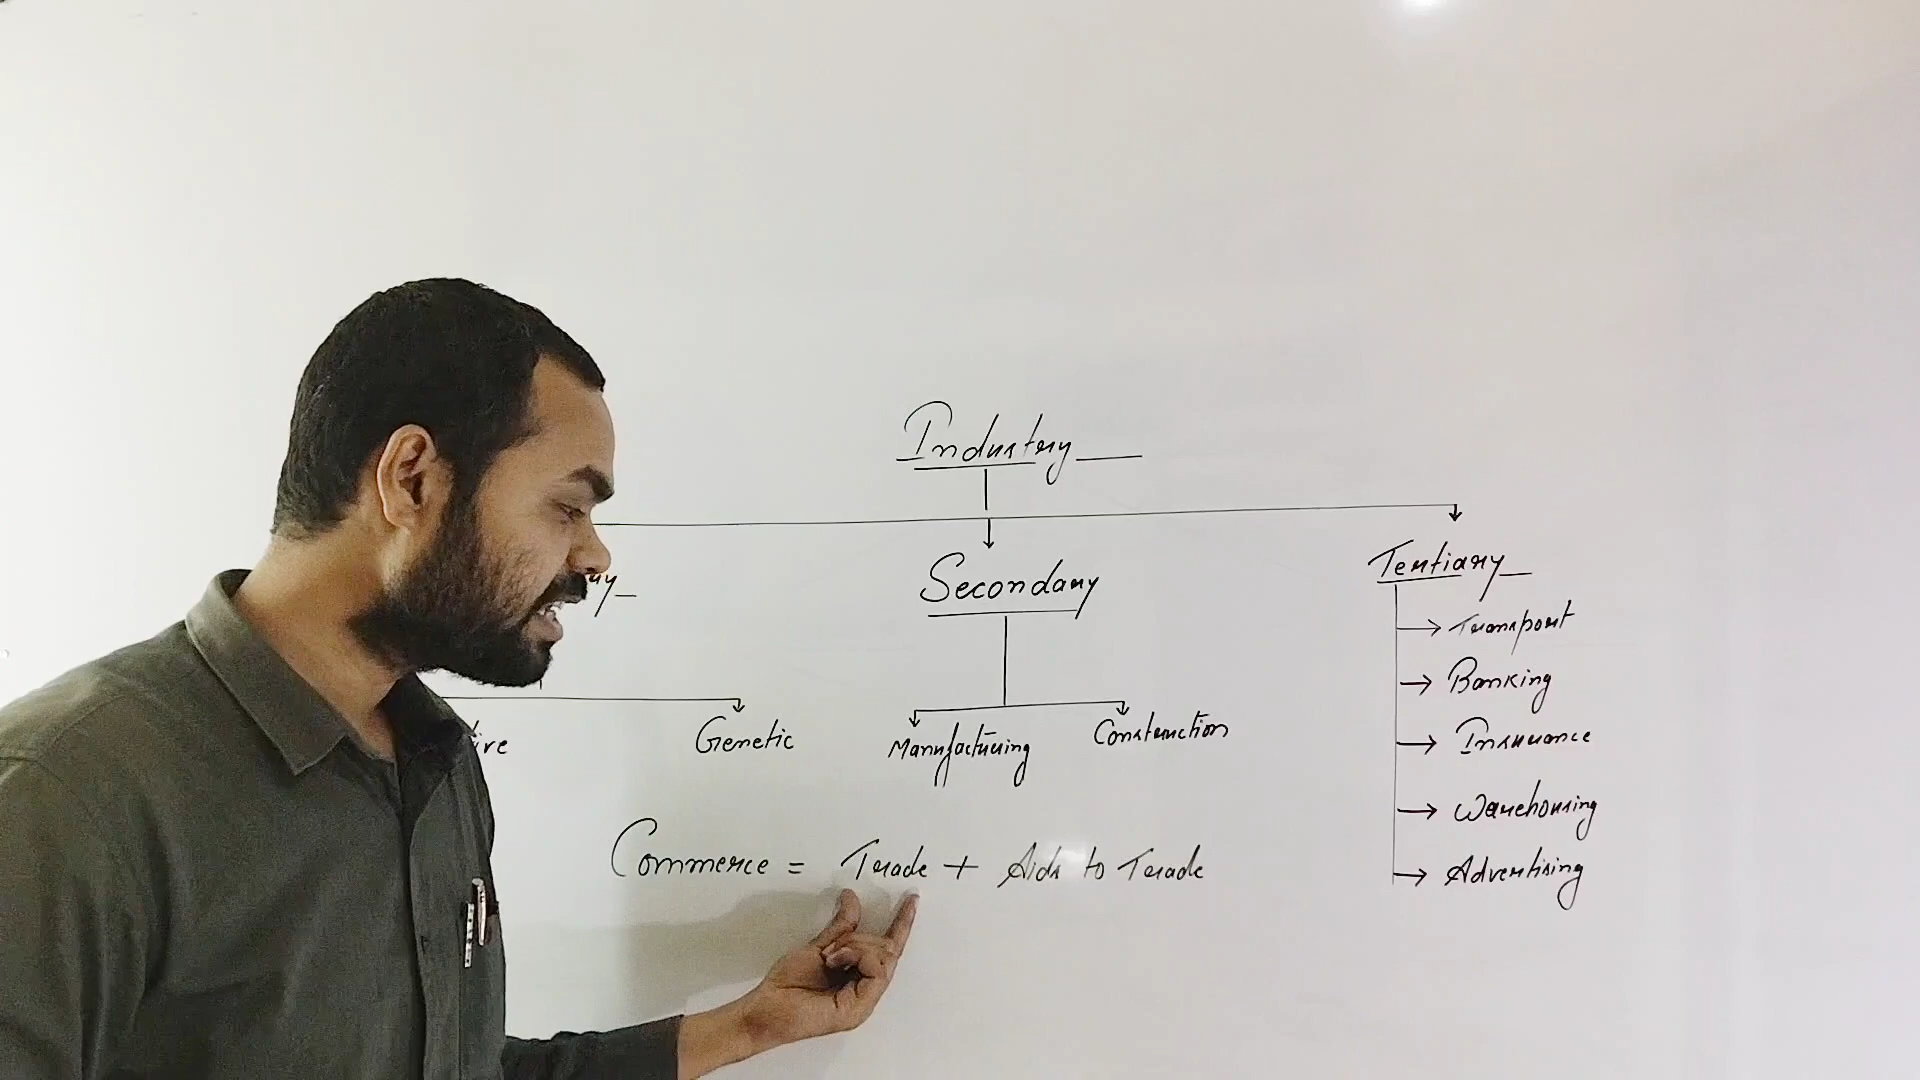 Industry
Secondary
Tertiary
Transport
Banking
Insurance
Warehousing
Advertising
Genetic
Manufacturing
Construction
Commerce = Trade + Aids to Trade